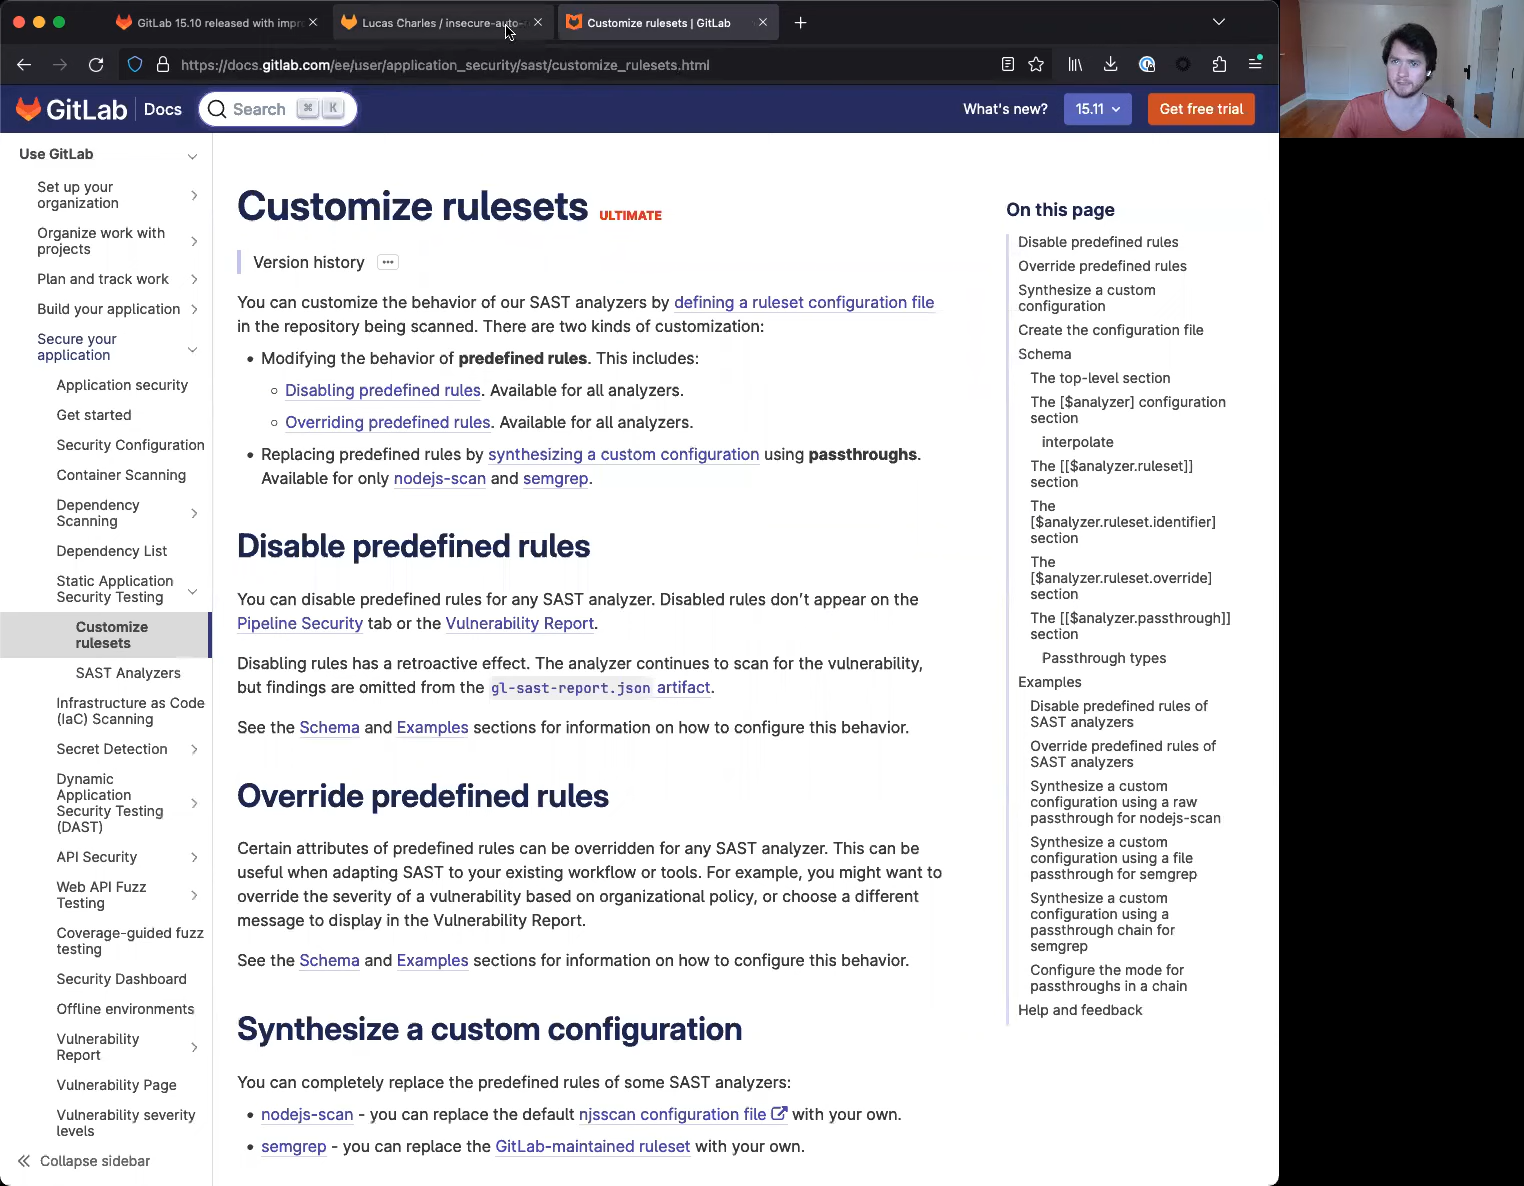 GitLab 15.10 released with impro
Lucas Charles / insecure-auto-
Customize rulesets | GitLab
https://docs.gitlab.com/ee/user/application_security/sast/customize_rulesets.html
GitLab Docs
Search ⌘ K
What's new?
15.11
Get free trial
Use GitLab
Set up your
organization
Organize work with
projects
Plan and track work
Build your application
Secure your
application
Application security
Get started
Security Configuration
Container Scanning
Dependency
Scanning
Dependency List
Static Application
Security Testing
Customize
rulesets
SAST Analyzers
Infrastructure as Code
(IaC) Scanning
Secret Detection
Dynamic
Application
Security Testing
(DAST)
API Security
Web API Fuzz
Testing
Coverage-guided fuzz
testing
Security Dashboard
Offline environments
Vulnerability
Report
Vulnerability Page
Vulnerability severity
levels
Collapse sidebar
Customize rulesets ULTIMATE
Version history ...
You can customize the behavior of our SAST analyzers by defining a ruleset configuration file
in the repository being scanned. There are two kinds of customization:
• Modifying the behavior of predefined rules. This includes:
◦ Disabling predefined rules. Available for all analyzers.
◦ Overriding predefined rules. Available for all analyzers.
• Replacing predefined rules by synthesizing a custom configuration using passthroughs.
Available for only nodejs-scan and semgrep.
Disable predefined rules
You can disable predefined rules for any SAST analyzer. Disabled rules don't appear on the
Pipeline Security tab or the Vulnerability Report.
Disabling rules has a retroactive effect. The analyzer continues to scan for the vulnerability,
but findings are omitted from the gl-sast-report.json artifact.
See the Schema and Examples sections for information on how to configure this behavior.
Override predefined rules
Certain attributes of predefined rules can be overridden for any SAST analyzer. This can be
useful when adapting SAST to your existing workflow or tools. For example, you might want to
override the severity of a vulnerability based on organizational policy, or choose a different
message to display in the Vulnerability Report.
See the Schema and Examples sections for information on how to configure this behavior.
Synthesize a custom configuration
You can completely replace the predefined rules of some SAST analyzers:
• nodejs-scan - you can replace the default njsscan configuration file with your own.
• semgrep - you can replace the GitLab-maintained ruleset with your own.
On this page
Disable predefined rules
Override predefined rules
Synthesize a custom
configuration
Create the configuration file
Schema
The top-level section
The [$analyzer] configuration
section
interpolate
The [[$analyzer.ruleset]]
section
The
[$analyzer.ruleset.identifier]
section
The
[$analyzer.ruleset.override]
section
The [[$analyzer.passthrough]]
section
Passthrough types
Examples
Disable predefined rules of
SAST analyzers
Override predefined rules of
SAST analyzers
Synthesize a custom
configuration using a raw
passthrough for nodejs-scan
Synthesize a custom
configuration using a file
passthrough for semgrep
Synthesize a custom
configuration using a
passthrough chain for
semgrep
Configure the mode for
passthroughs in a chain
Help and feedback